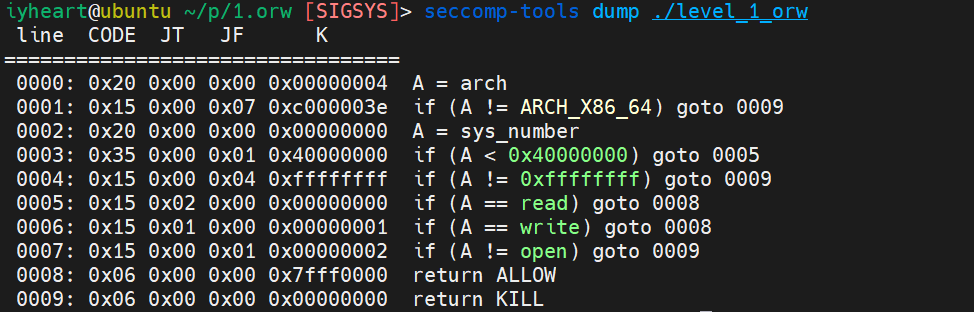 iyheart@ubuntu ~/p/1.orw [SIGSYS]> seccomp-tools dump ./level_1_orw
line  CODE  JT   JF      K
=================================
0000: 0x20 0x00 0x00 0x00000004  A = arch
0001: 0x15 0x00 0x07 0xc000003e  if (A != ARCH_X86_64) goto 0009
0002: 0x20 0x00 0x00 0x00000000  A = sys_number
0003: 0x35 0x00 0x01 0x40000000  if (A < 0x40000000) goto 0005
0004: 0x15 0x00 0x04 0xffffffff  if (A != 0xffffffff) goto 0009
0005: 0x15 0x02 0x00 0x00000000  if (A == read) goto 0008
0006: 0x15 0x01 0x00 0x00000001  if (A == write) goto 0008
0007: 0x15 0x00 0x01 0x00000002  if (A != open) goto 0009
0008: 0x06 0x00 0x00 0x7fff0000  return ALLOW
0009: 0x06 0x00 0x00 0x00000000  return KILL